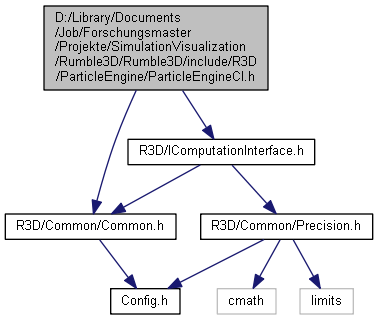 D:/Library/Documents
/Job/Forschungsmaster
/Projekte/SimulationVisualization
/Rumble3D/Rumble3D/include/R3D
/ParticleEngine/ParticleEngineCI.h
R3D/IComputationInterface.h
R3D/Common/Common.h
R3D/Common/Precision.h
Config.h
cmath
limits